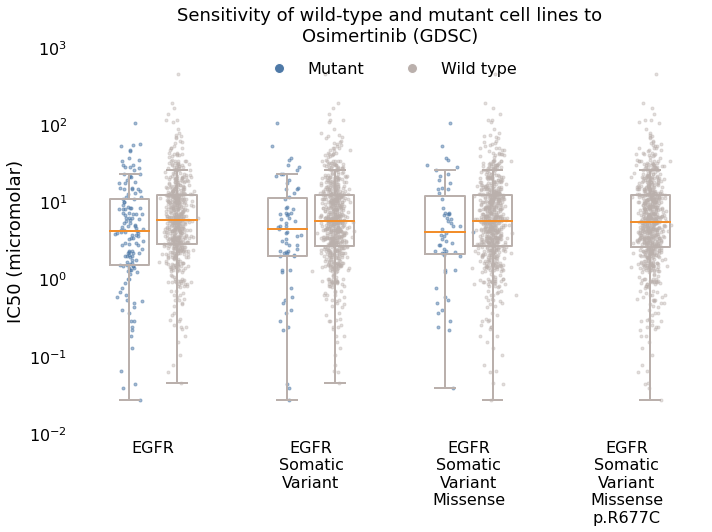 Sensitivity of wild-type and mutant cell lines to
Osimertinib (GDSC)
Mutant
Wild type
IC50 (micromolar)
10³
10²
10¹
10⁰
10⁻¹
10⁻²
EGFR
EGFR
Somatic
Variant
EGFR
Somatic
Variant
Missense
EGFR
Somatic
Variant
Missense
p.R677C